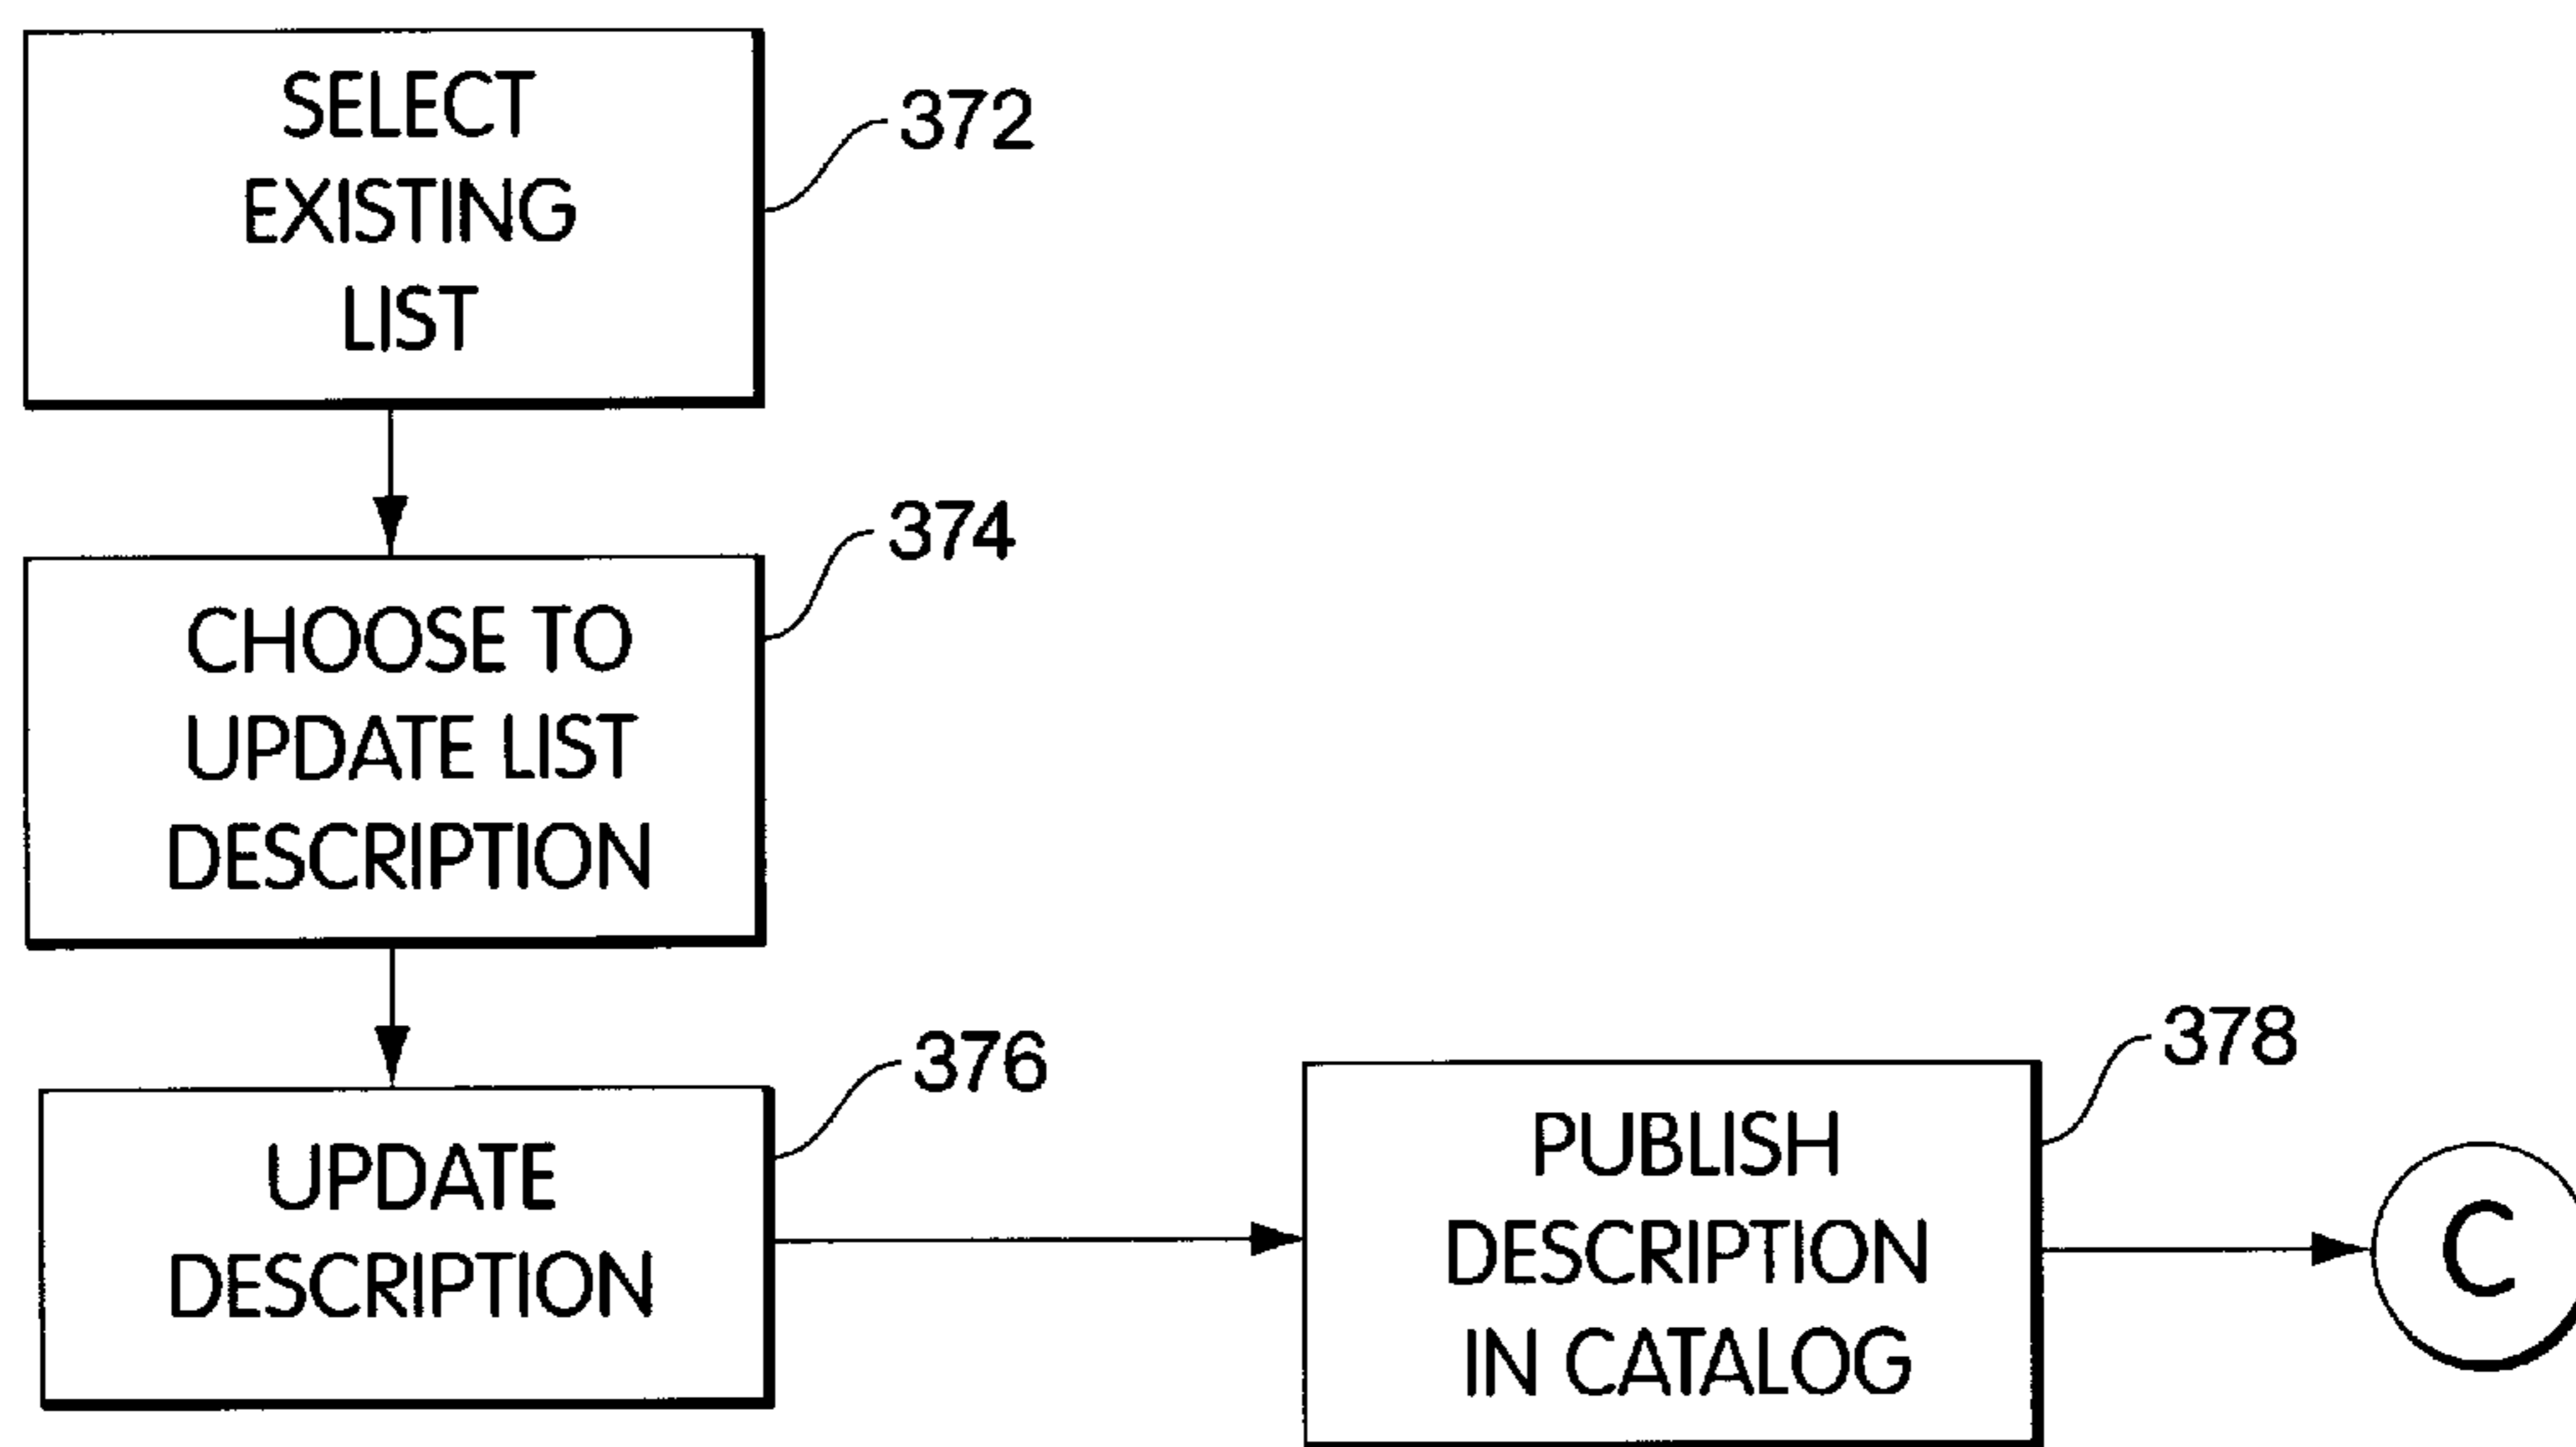 SELECT
EXISTING
LIST
372
CHOOSE TO
UPDATE LIST
DESCRIPTION
374
UPDATE
DESCRIPTION
376
PUBLISH
DESCRIPTION
IN CATALOG
378
C